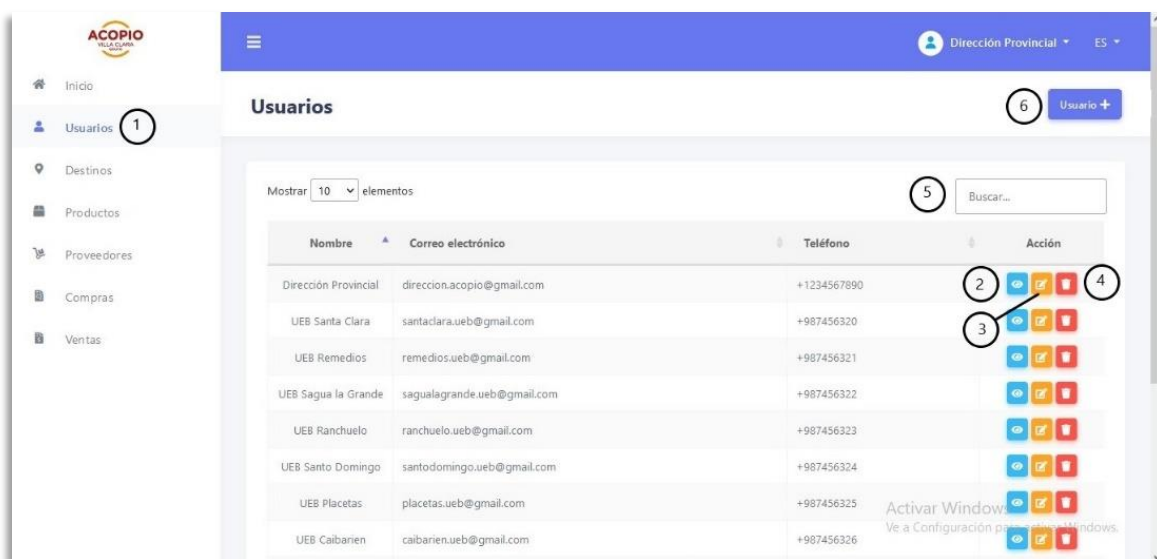 ACOPIO
VILLA CLARA
Dirección Provincial ES
Inicio
Usuarios 1
Destinos
Productos
Proveedores
Compras
Ventas
Usuarios
6 Usuario +
Mostrar 10 elementos
5 Buscar...
Nombre Correo electrónico Teléfono Acción
Dirección Provincial direccion.acopio@gmail.com +1234567890 2 4
UEB Santa Clara santaclara.ueb@gmail.com +987456320 3
UEB Remedios remedios.ueb@gmail.com +987456321
UEB Sagua la Grande sagualagrande.ueb@gmail.com +987456322
UEB Ranchuelo ranchuelo.ueb@gmail.com +987456323
UEB Santo Domingo santodomingo.ueb@gmail.com +987456324
UEB Placetas placetas.ueb@gmail.com +987456325
UEB Caibarien caibarien.ueb@gmail.com +987456326
Activar Windows
Ve a Configuración para activar Windows.